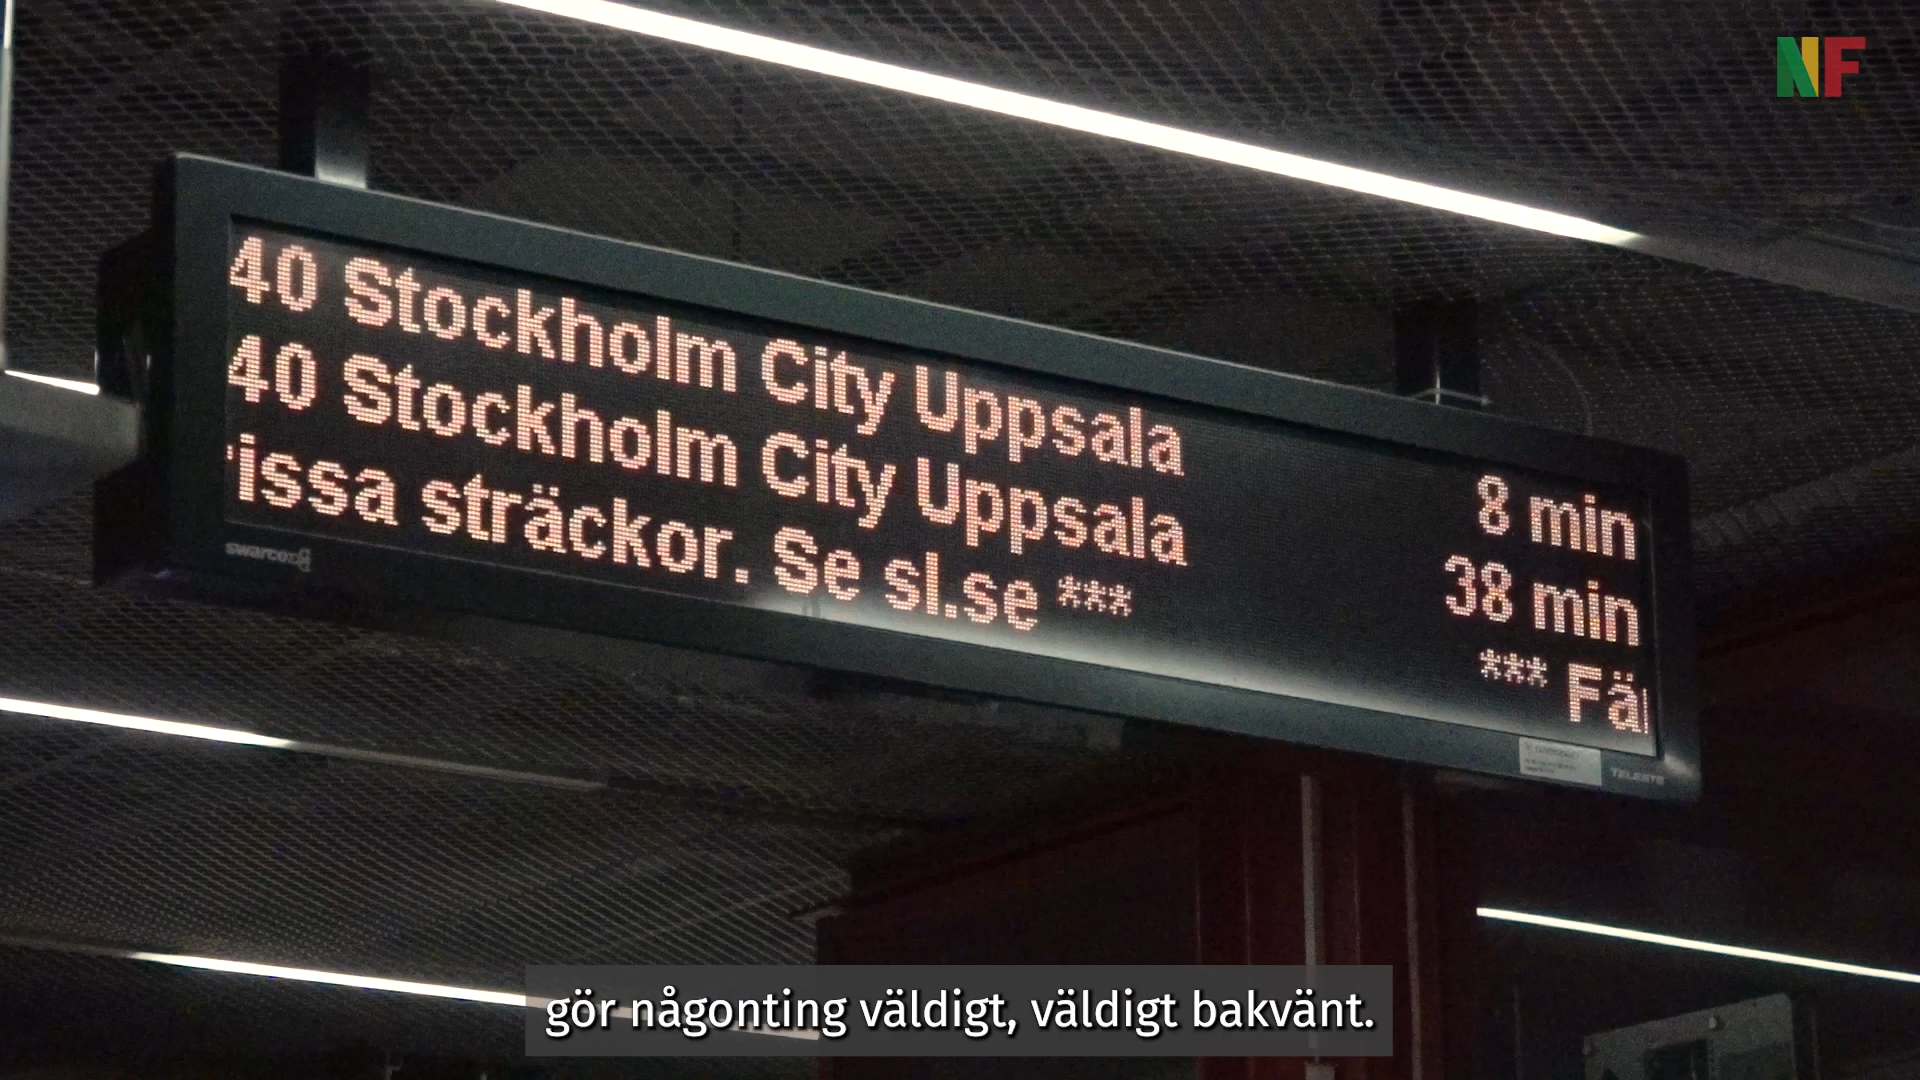 NF
40 Stockholm City Uppsala 8 min
40 Stockholm City Uppsala 38 min
issa sträckor. Se sl.se *** *** Fä
swarco
TELESTE
gör någonting väldigt, väldigt bakvänt.